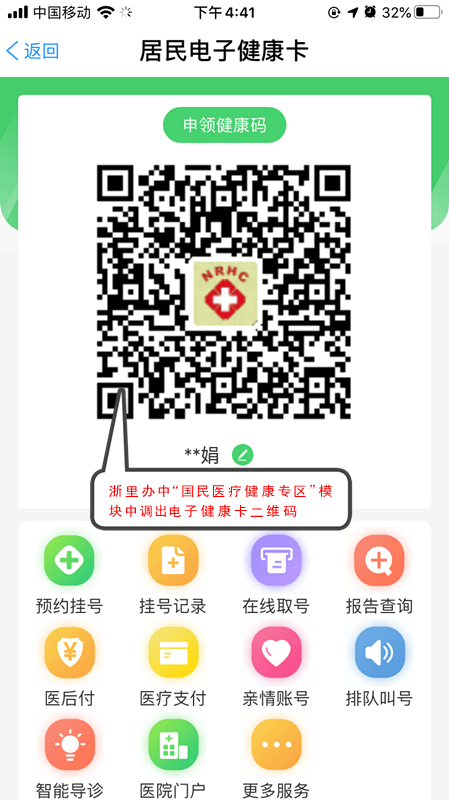 中国移动 下午4:41 32%
返回 居民电子健康卡
申领健康码
NRHC
**娟
浙里办中“国民医疗健康专区”模
块中调出电子健康卡二维码
预约挂号 挂号记录 在线取号 报告查询
医后付 医疗支付 亲情账号 排队叫号
智能导诊 医院门户 更多服务